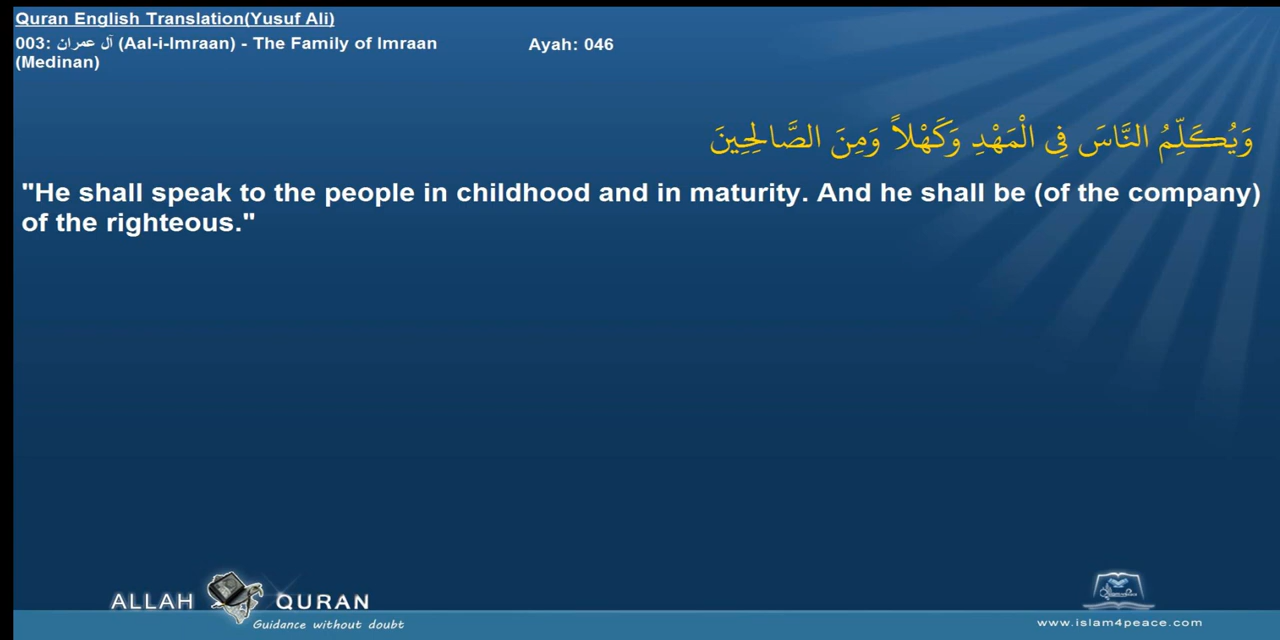 Quran English Translation(Yusuf Ali)
003: آل عمران (Aal-i-Imraan) - The Family of Imraan Ayah: 046
(Medinan)
وَيُكَلِّمُ النَّاسَ فِي الْمَهْدِ وَكَهْلاً وَمِنَ الصَّالِحِينَ
"He shall speak to the people in childhood and in maturity. And he shall be (of the company)
of the righteous."
ALLAH QURAN
Guidance without doubt
www.islam4peace.com